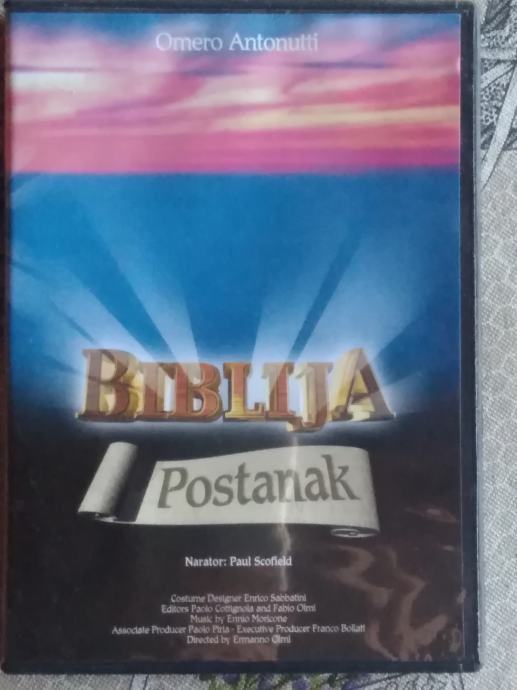 Omero Antonutti
BIBLIJA
Postanak
Narator: Paul Scofield
Costume Designer Enrico Sabbatini
Editors Paolo Cottignola and Fabio Olmi
Music by Ennio Moricone
Associate Producer Paolo Piria - Executive Producer Franco Bollati
Directed by Ermanno Olmi